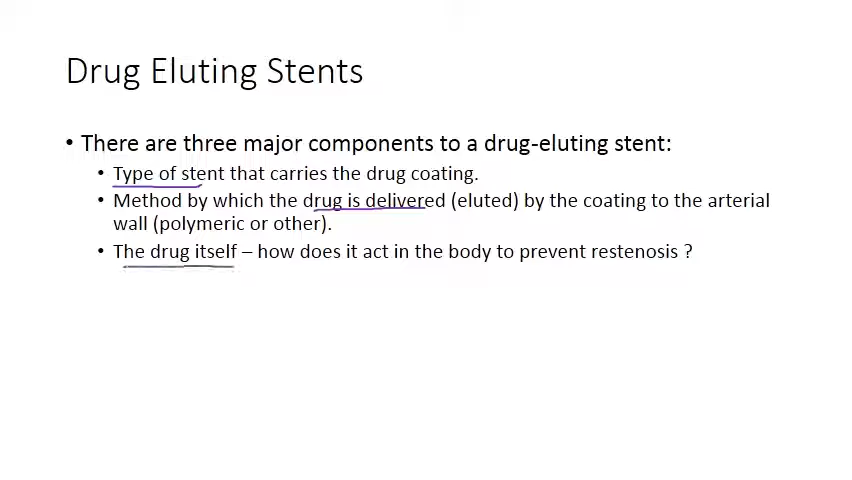 Drug Eluting Stents
• There are three major components to a drug-eluting stent:
• Type of stent that carries the drug coating.
• Method by which the drug is delivered (eluted) by the coating to the arterial
wall (polymeric or other).
• The drug itself – how does it act in the body to prevent restenosis ?